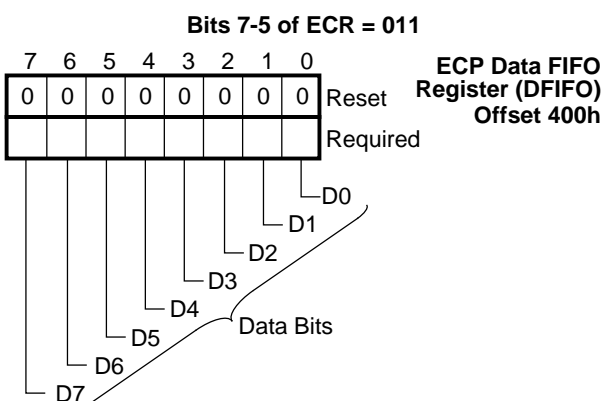 Bits 7-5 of ECR = 011
7 6 5 4 3 2 1 0
ECP Data FIFO
Register (DFIFO)
Offset 400h
0 0 0 0 0 0 0 0 Reset
Required
D0
D1
D2
D3
D4
D5
D6
D7
Data Bits